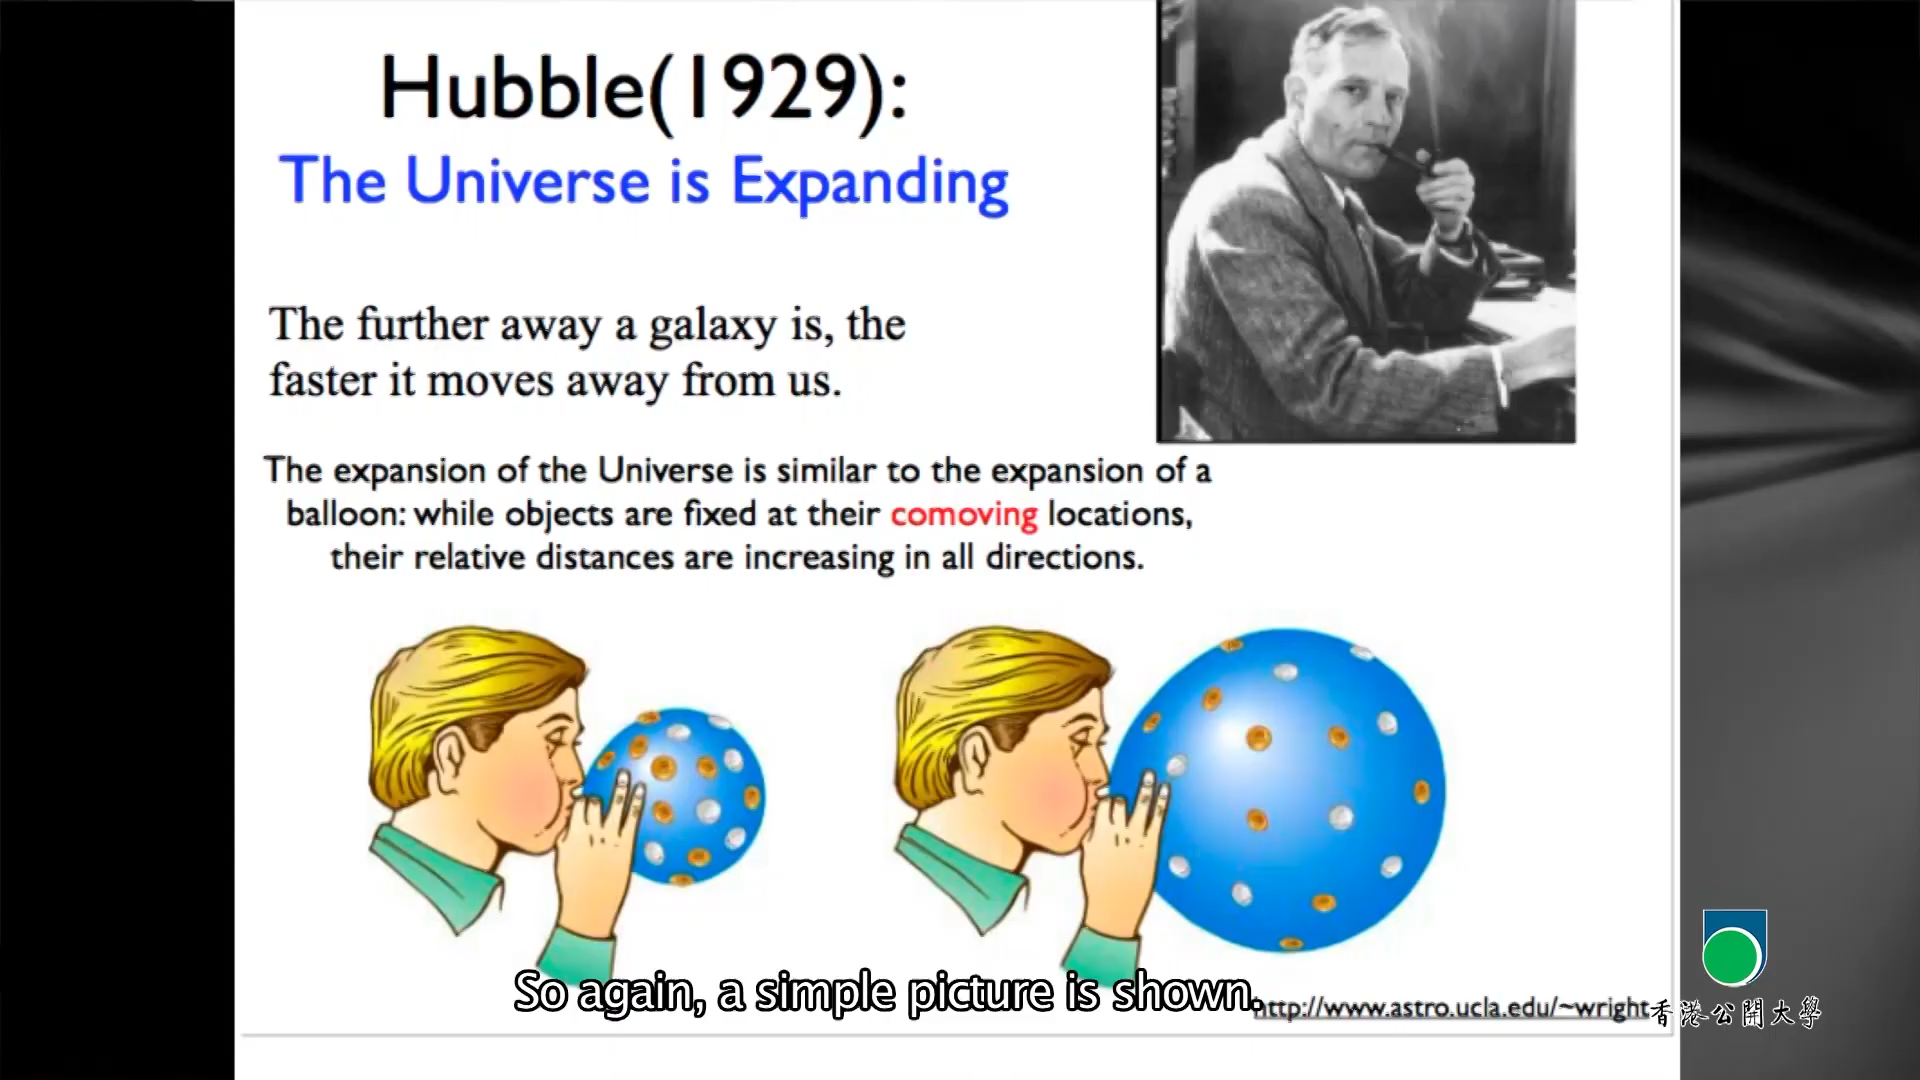 Hubble(1929):
The Universe is Expanding
The further away a galaxy is, the
faster it moves away from us.
The expansion of the Universe is similar to the expansion of a
balloon: while objects are fixed at their comoving locations,
their relative distances are increasing in all directions.
So again, a simple picture is shown.
http://www.astro.ucla.edu/~wright
香港公開大學